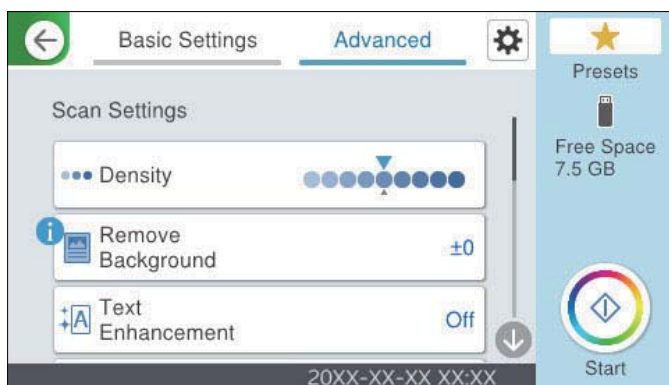 Basic Settings
Advanced
Presets
Scan Settings
Free Space
7.5 GB
Density
Remove
Background
±0
Text
Enhancement
Off
Start
20XX-XX-XX XX:XX